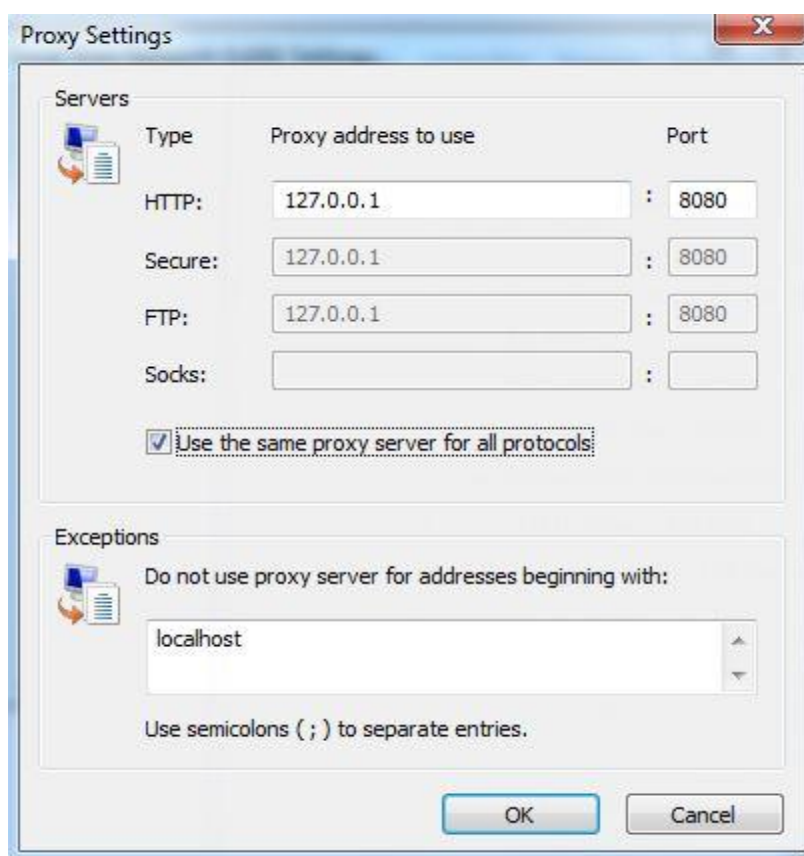 Proxy Settings
Servers
Type Proxy address to use Port
HTTP: 127.0.0.1 : 8080
Secure: 127.0.0.1 : 8080
FTP: 127.0.0.1 : 8080
Socks: :
Use the same proxy server for all protocols
Exceptions
Do not use proxy server for addresses beginning with:
localhost
Use semicolons ( ; ) to separate entries.
OK Cancel